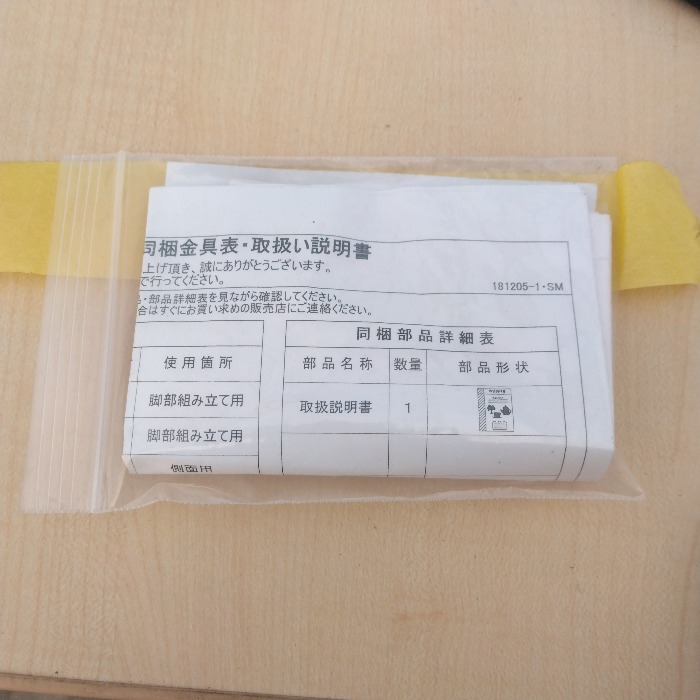 同梱金具表・取扱い説明書
上げ頂き、誠にありがとうございます。
で行ってください。
181205-1・SM
品・部品詳細表を見ながら確認してください。
合はすぐにお買い求めの販売店にご連絡ください。
同梱部品詳細表
使用箇所
部品名称 数量 部品形状
脚部組み立て用
取扱説明書 1
脚部組み立て用
側面用